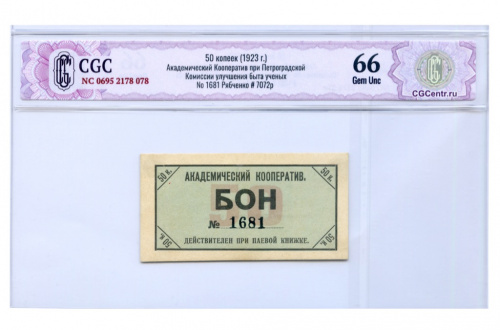 CGC
NC 0695 2178 078
50 копеек (1923 г.)
Академический Кооператив при Петроградской
Комиссии улучшения быта ученых
No 1681 Рябченко # 7072р
66
Gem Unc
CGCentr.ru
50 к.
50 к.
АКАДЕМИЧЕСКИЙ КООПЕРАТИВ.
50
БОН
№ 1681
ДЕЙСТВИТЕЛЕН ПРИ ПАЕВОЙ КНИЖКЕ.
50 к.
50 к.